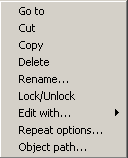 Go to
Cut
Copy
Delete
Rename...
Lock/Unlock
Edit with...
Repeat options...
Object path...